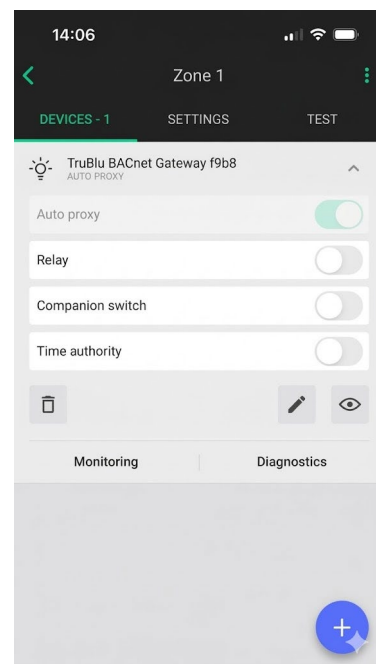 14:06
Zone 1
DEVICES - 1 SETTINGS TEST
TruBlu BACnet Gateway f9b8
AUTO PROXY
Auto proxy
Relay
Companion switch
Time authority
Monitoring Diagnostics